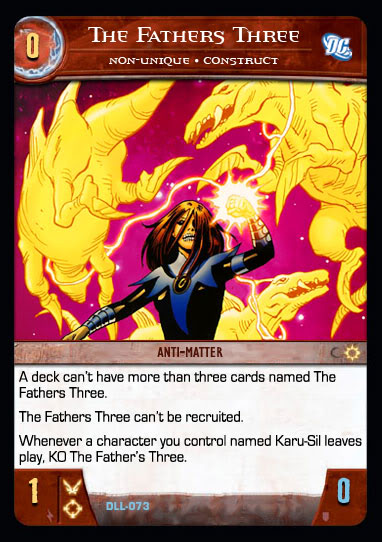 0
THE FATHERS THREE
NON-UNIQUE • CONSTRUCT
DC
ANTI-MATTER
A deck can't have more than three cards named The
Fathers Three.
The Fathers Three can't be recruited.
Whenever a character you control named Karu-Sil leaves
play, KO The Father's Three.
1
DLL-073
0